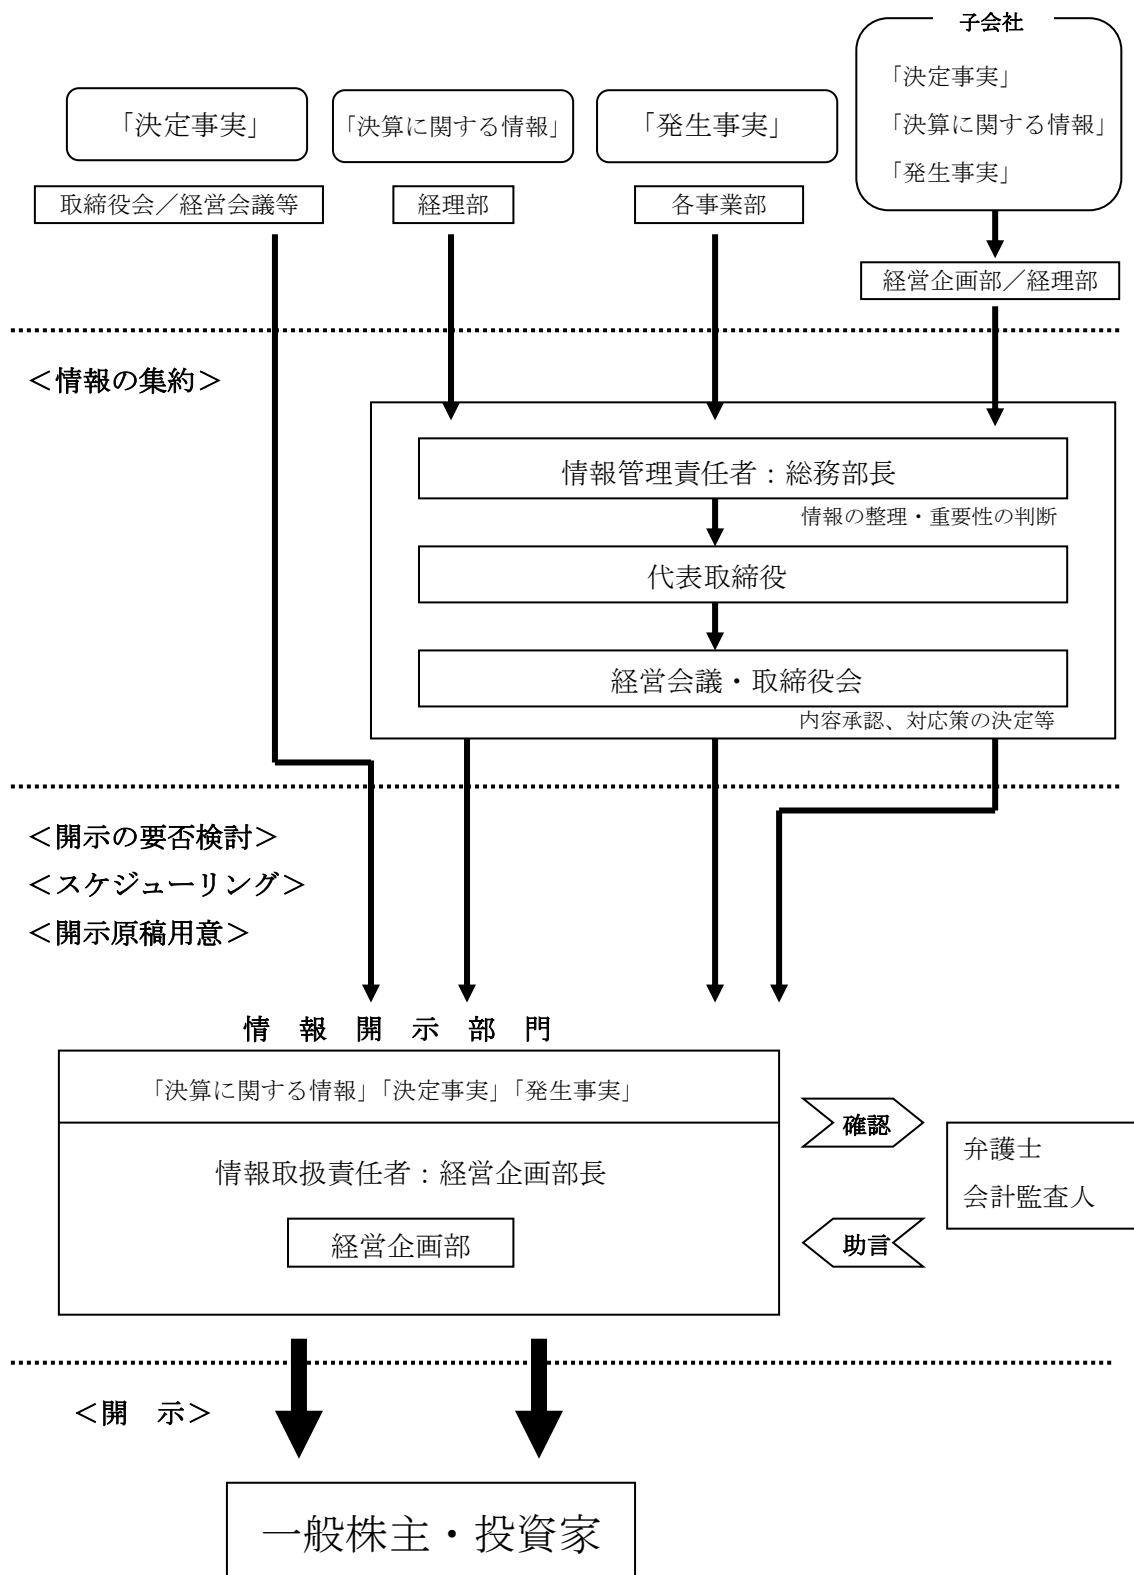 子会社
「決定事実」
「決算に関する情報」
「発生事実」
「決定事実」
「決算に関する情報」
「発生事実」
取締役会／経営会議等
経理部
各事業部
経営企画部／経理部
＜情報の集約＞
情報管理責任者：総務部長
情報の整理・重要性の判断
代表取締役
経営会議・取締役会
内容承認、対応策の決定等
＜開示の要否検討＞
＜スケジューリング＞
＜開示原稿用意＞
情　報　開　示　部　門
「決算に関する情報」「決定事実」「発生事実」
確認
弁護士
会計監査人
情報取扱責任者：経営企画部長
経営企画部
助言
＜開　示＞
一般株主・投資家